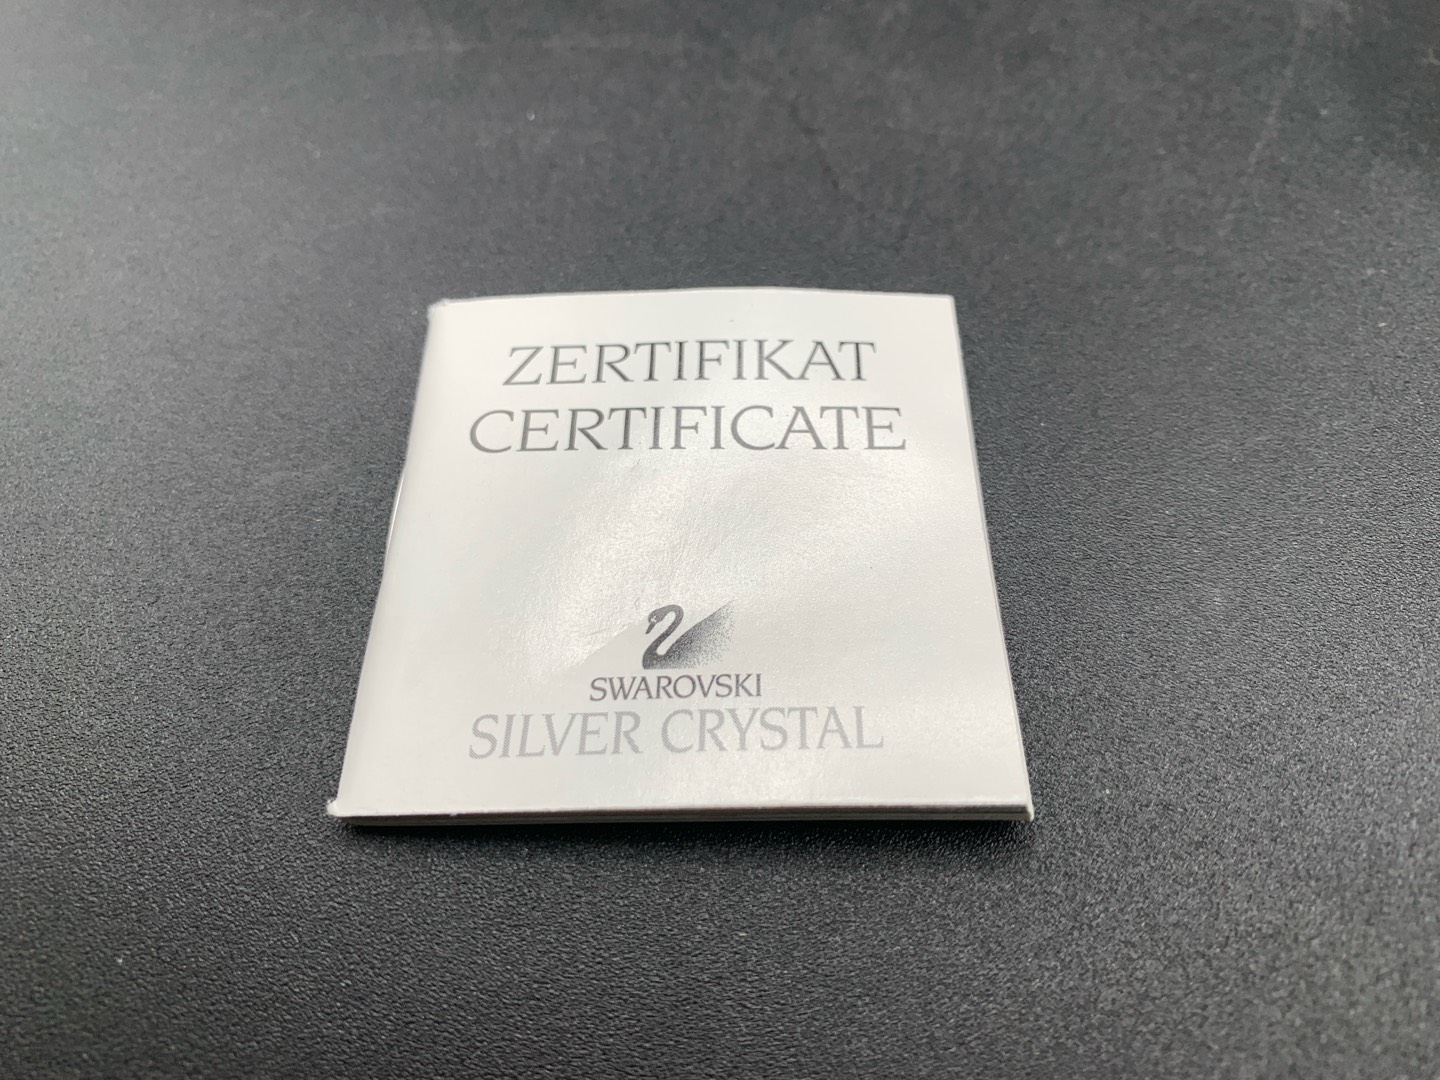 ZERTIFIKAT
CERTIFICATE
SWAROVSKI
SILVER CRYSTAL